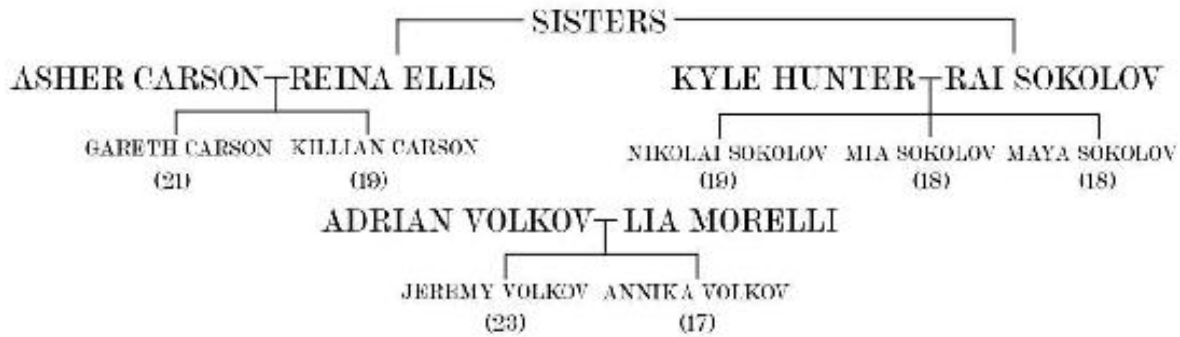 SISTERS
ASHER CARSON REINA ELLIS KYLE HUNTER RAI SOKOLOV
GARETH CARSON KILLIAN CARSON NIKOLAI SOKOLOV MIA SOKOLOV MAYA SOKOLOV
(21) (19) (19) (18) (18)
ADRIAN VOLKOV LIA MORELLI
JEREMY VOLKOV ANNIKA VOLKOV
(23) (17)